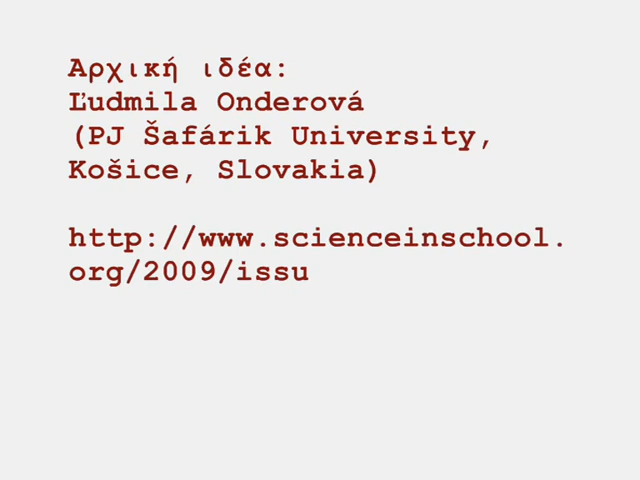 Αρχική ιδέα:
Ľudmila Onderová
(PJ Šafárik University,
Košice, Slovakia)
http://www.scienceinschool.
org/2009/issu